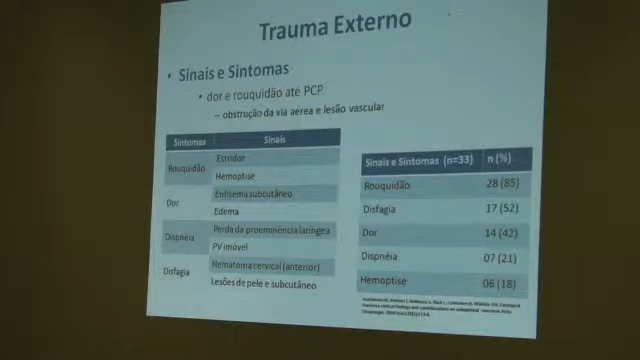 Trauma Externo
• Sinais e Sintomas
• dor e rouquidão até PCP
– obstrução da via aérea e lesão vascular
Sintomas Sinais
Rouquidão
Estridor
Hemoptise
Dor
Enfisema subcutâneo
Edema
Dispnéia
Perda da proeminência laríngea
PV imóvel
Disfagia
Hematoma cervical (anterior)
Lesões de pele e subcutâneo
Sinais e Sintomas (n=33) n (%)
Rouquidão 28 (85)
Disfagia 17 (52)
Dor 14 (42)
Dispnéia 07 (21)
Hemoptise 06 (18)